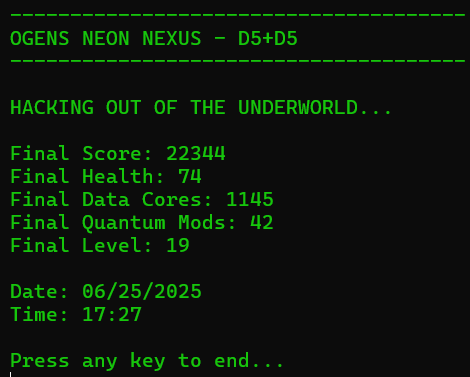 --------------------------------------
OGENS NEON NEXUS - D5+D5
--------------------------------------
HACKING OUT OF THE UNDERWORLD...
Final Score: 22344
Final Health: 74
Final Data Cores: 1145
Final Quantum Mods: 42
Final Level: 19
Date: 06/25/2025
Time: 17:27
Press any key to end...